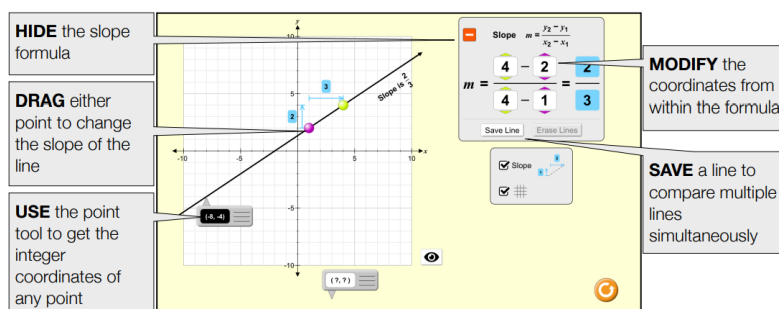 HIDE the slope
formula
DRAG either
point to change
the slope of the
line
USE the point
tool to get the
integer
coordinates of
any point
y
10
5
-5
-10
-10
-5
5
10
x
3
2
Slope is 2/3
(-8, -4)
(?, ?)
Slope m = y₂ − y₁ / x₂ − x₁
m = 4 − 2 / 4 − 1 = 2 / 3
Save Line Erase Lines
Slope
MODIFY the
coordinates from
within the formula
SAVE a line to
compare multiple
lines
simultaneously